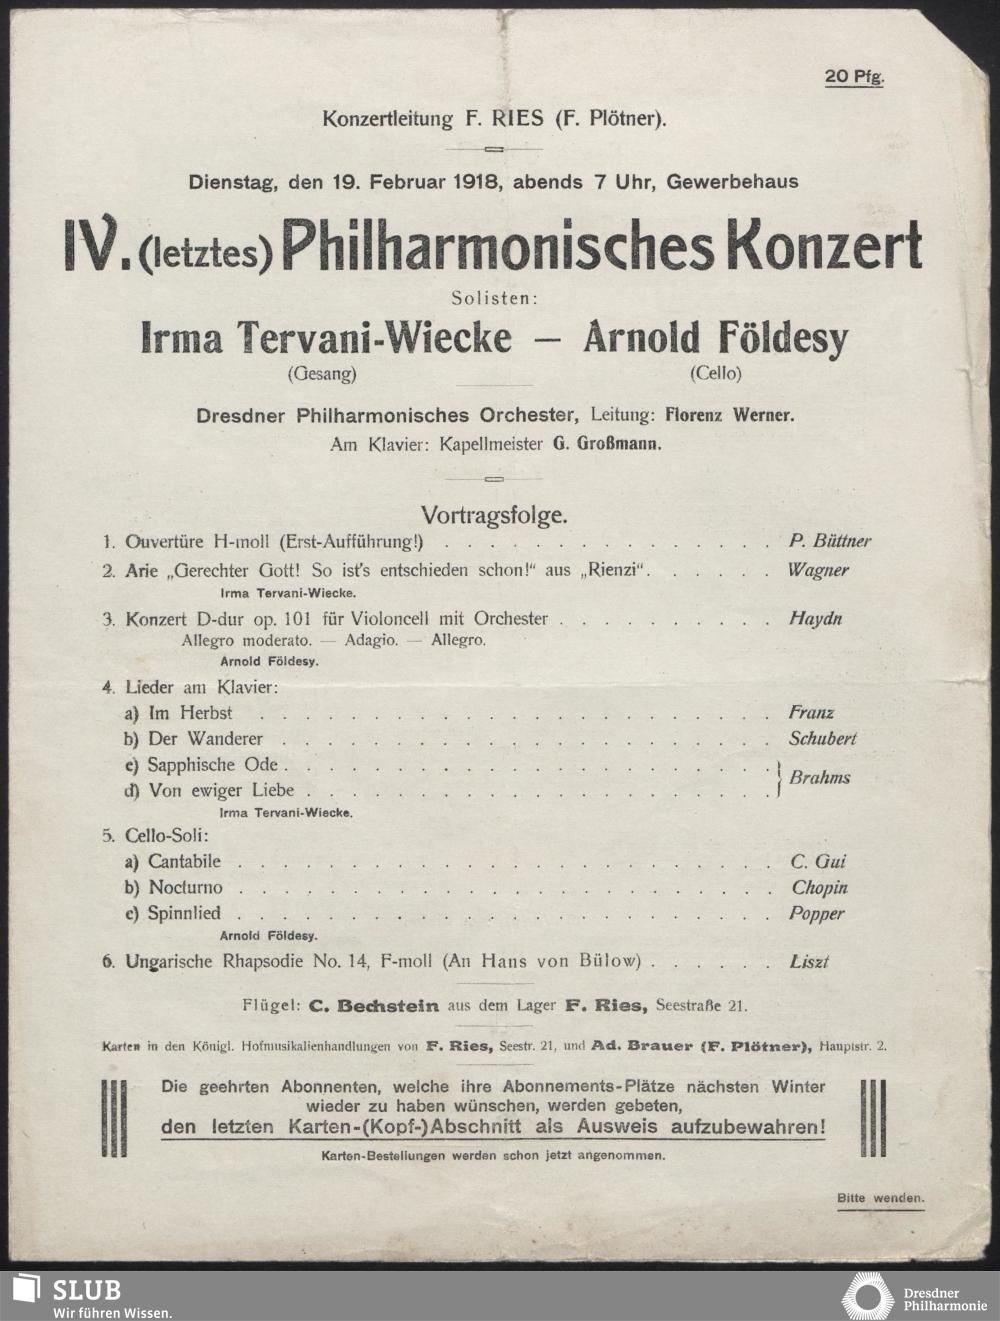 20 Pfg.
Konzertleitung F. RIES (F. Plötner).
Dienstag, den 19. Februar 1918, abends 7 Uhr, Gewerbehaus
IV. (letztes) Philharmonisches Konzert
Solisten:
Irma Tervani-Wiecke — Arnold Földesy
(Gesang) (Cello)
Dresdner Philharmonisches Orchester, Leitung: Florenz Werner.
Am Klavier: Kapellmeister G. Großmann.
Vortragsfolge.
1. Ouvertüre H-moll (Erst-Aufführung!) . . . . . . . . . . . . . . P. Büttner
2. Arie „Gerechter Gott! So ist's entschieden schon!" aus „Rienzi" . . . . . . Wagner
Irma Tervani-Wiecke.
3. Konzert D-dur op. 101 für Violoncell mit Orchester . . . . . . . . . . Haydn
Allegro moderato. — Adagio. — Allegro.
Arnold Földesy.
4. Lieder am Klavier:
a) Im Herbst . . . . . . . . . . . . . . . . . . . . . . Franz
b) Der Wanderer . . . . . . . . . . . . . . . . . . . . . Schubert
c) Sapphische Ode . . . . . . . . . . . . . . . . . . . . .
d) Von ewiger Liebe . . . . . . . . . . . . . . . . . . . . } Brahms
Irma Tervani-Wiecke.
5. Cello-Soli:
a) Cantabile . . . . . . . . . . . . . . . . . . . . . . . C. Gui
b) Nocturno . . . . . . . . . . . . . . . . . . . . . . . Chopin
c) Spinnlied . . . . . . . . . . . . . . . . . . . . . . . Popper
Arnold Földesy.
6. Ungarische Rhapsodie No. 14, F-moll (An Hans von Bülow) . . . . . . Liszt
Flügel: C. Bechstein aus dem Lager F. Ries, Seestraße 21.
Karten in den Königl. Hofmusikalienhandlungen von F. Ries, Seestr. 21, und Ad. Brauer (F. Plötner), Hauptstr. 2.
Die geehrten Abonnenten, welche ihre Abonnements-Plätze nächsten Winter
wieder zu haben wünschen, werden gebeten,
den letzten Karten-(Kopf-)Abschnitt als Ausweis aufzubewahren!
Karten-Bestellungen werden schon jetzt angenommen.
Bitte wenden.
SLUB
Wir führen Wissen.
Dresdner
Philharmonie